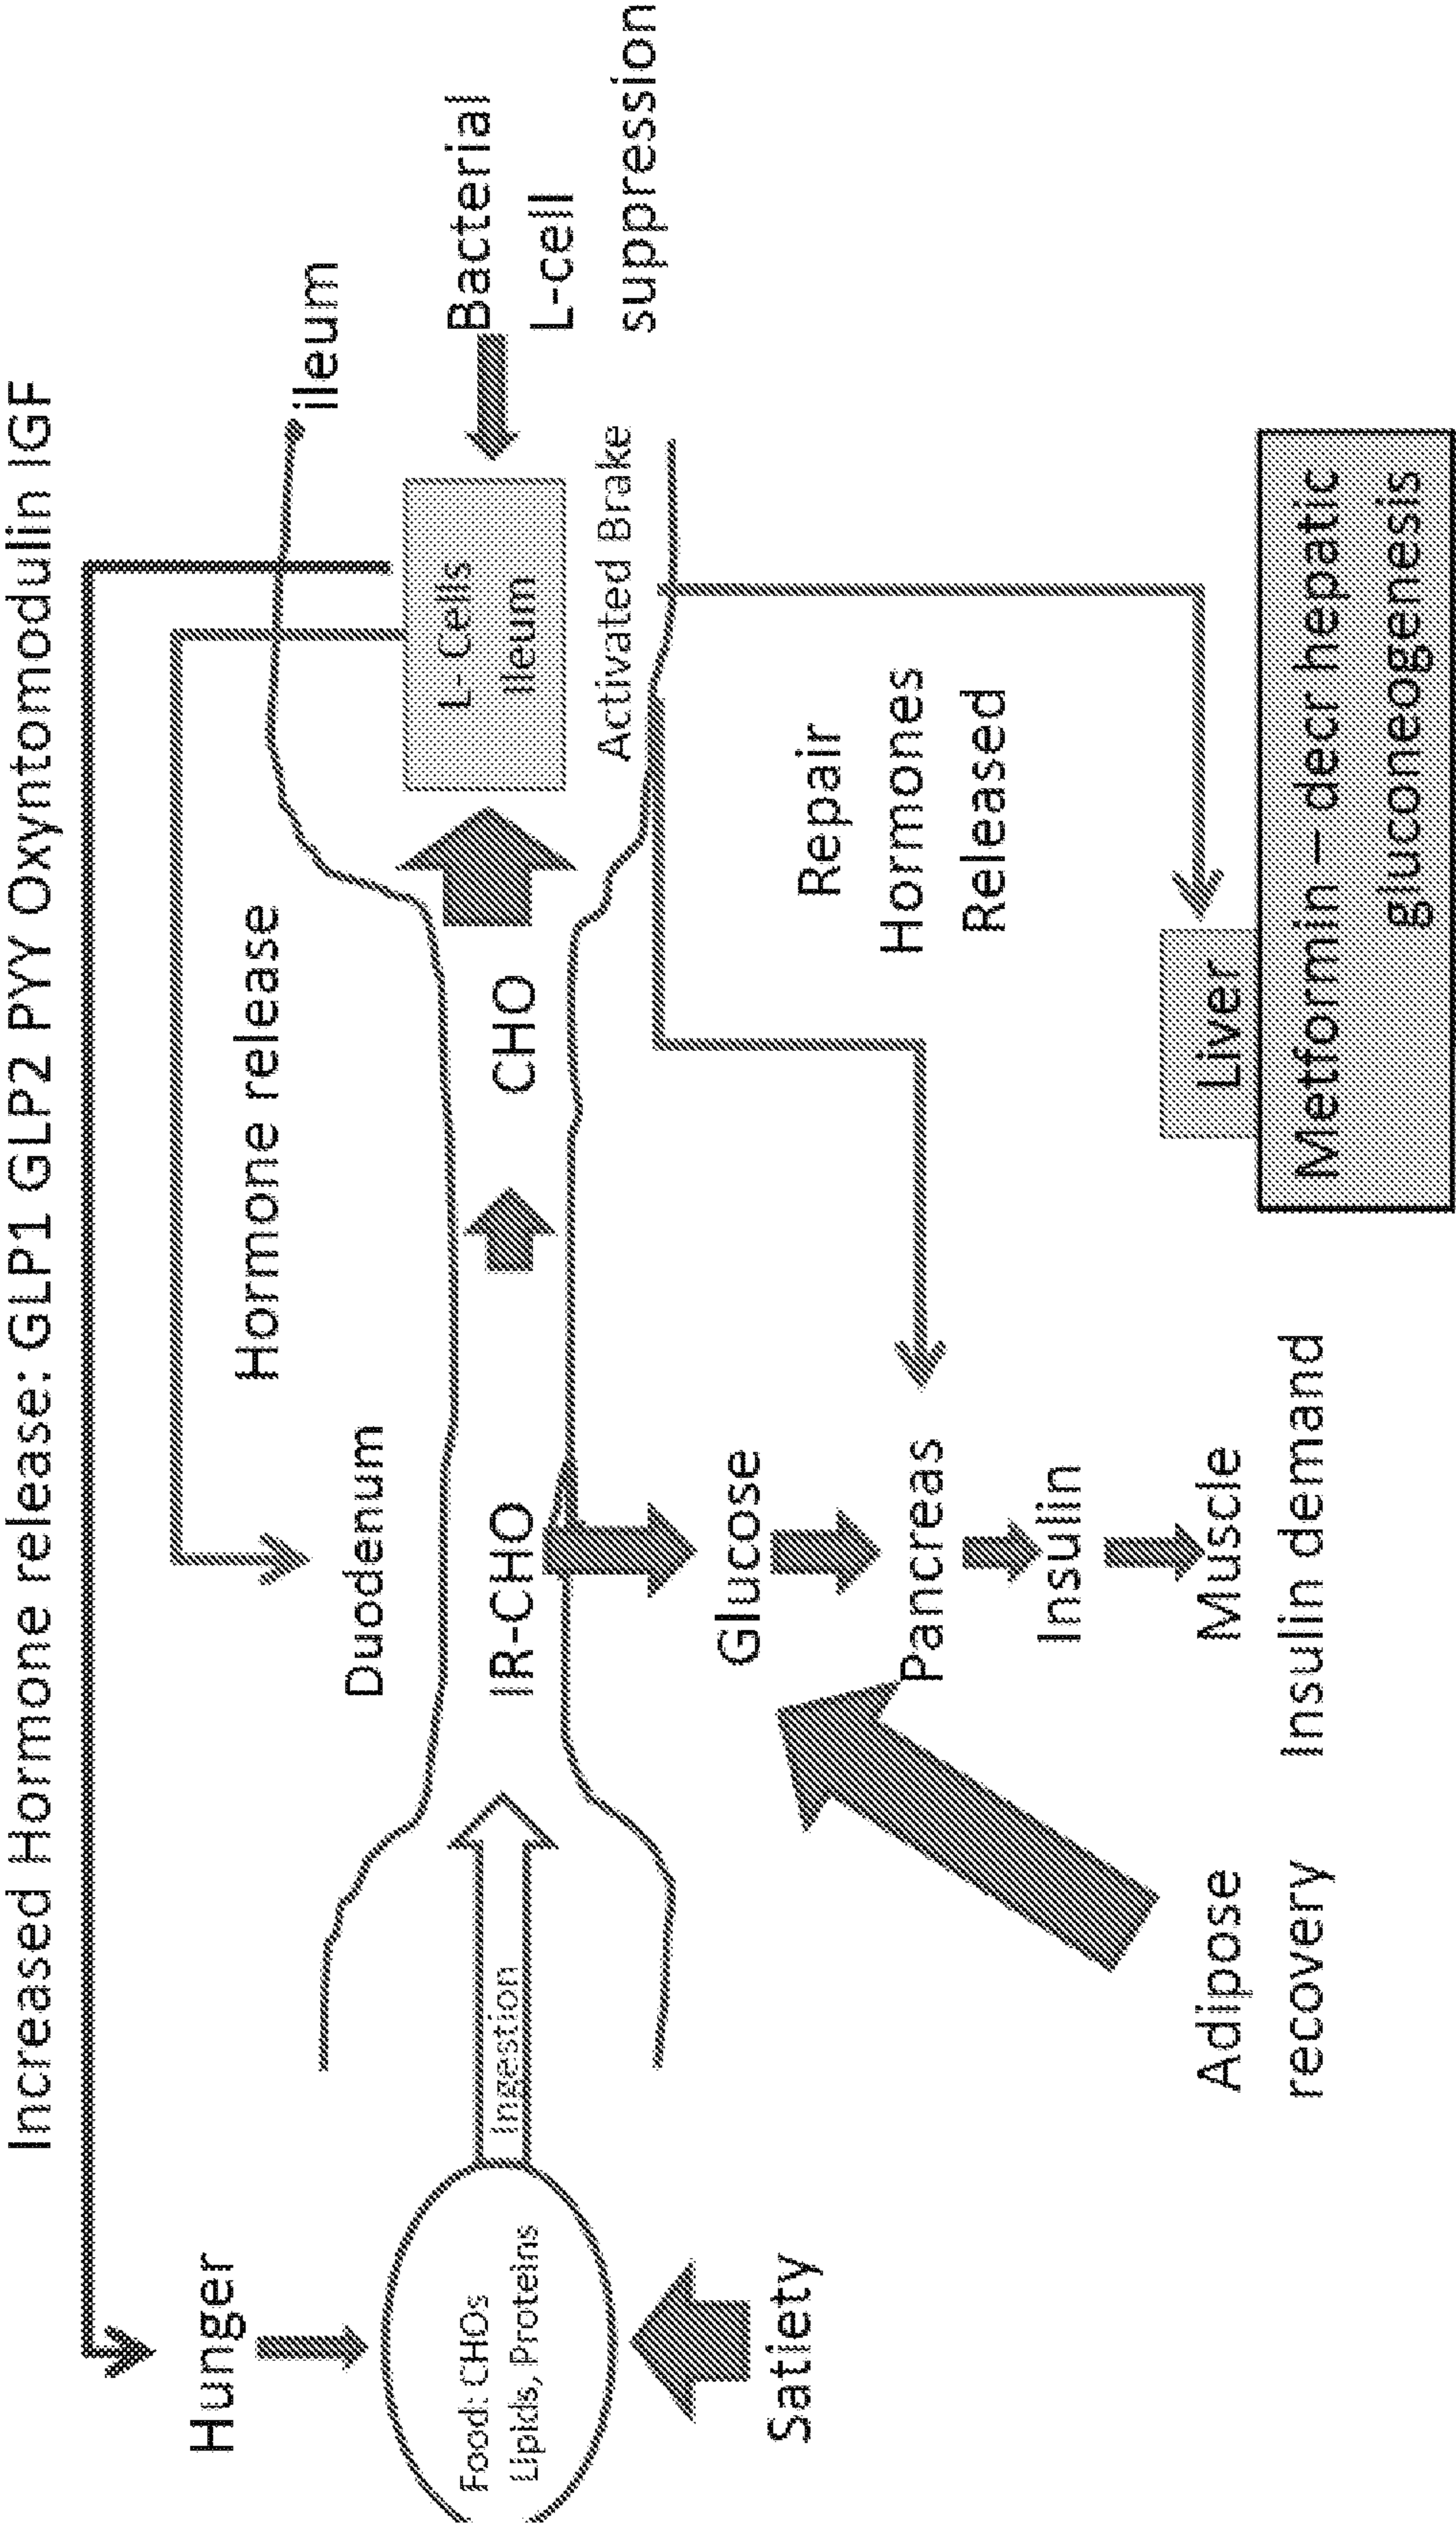 Increased Hormone release: GLP1 GLP2 PYY Oxyntomodulin IGF
Hunger
Hormone release
ileum
Duodenum
Food: CHOs
Lipids, Proteins
Ingestion
IR-CHO
CHO
L- Cells
Ileum
Bacterial
L-cell
suppression
Activated Brake
Satiety
Glucose
Repair
Hormones
Released
Pancreas
Insulin
Adipose
recovery
Muscle
Insulin demand
Liver
Metformin – decr hepatic
gluconeogenesis